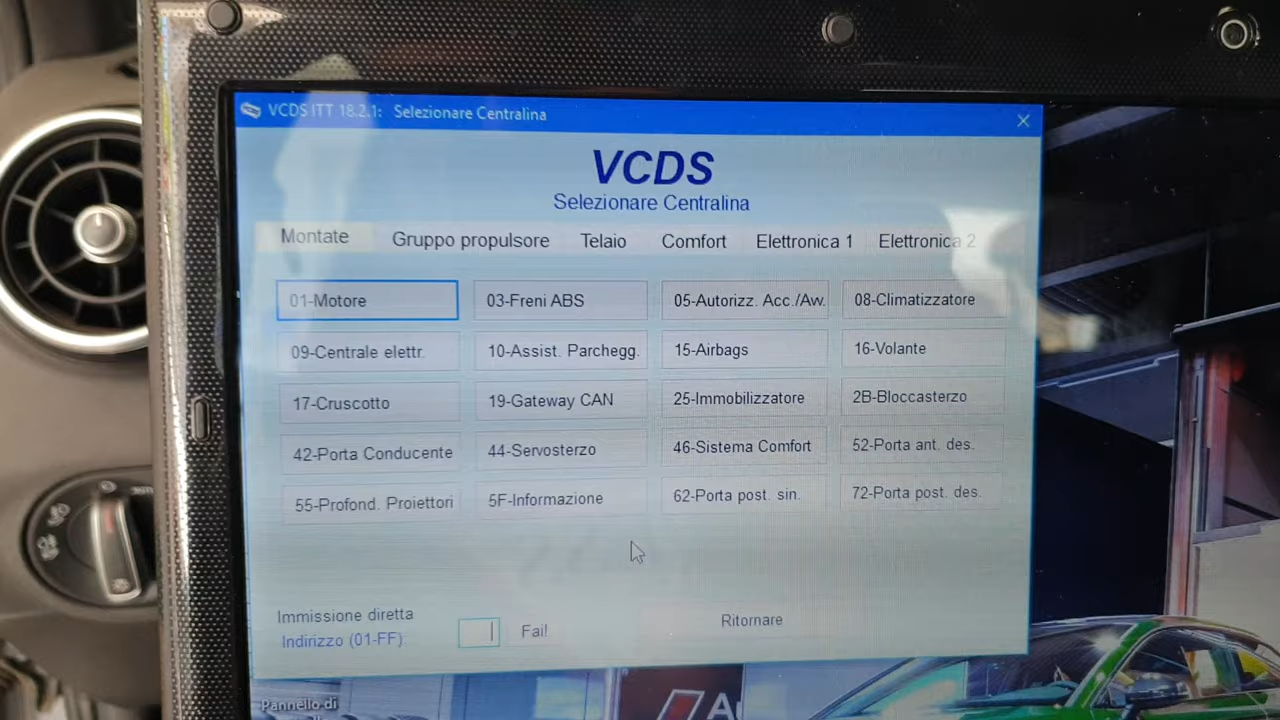 VCDS ITT 18.2.1: Selezionare Centralina
VCDS
Selezionare Centralina
Montate Gruppo propulsore Telaio Comfort Elettronica 1 Elettronica 2
01-Motore 03-Freni ABS 05-Autorizz. Acc./Avv. 08-Climatizzatore
09-Centrale elettr. 10-Assist. Parchegg. 15-Airbags 16-Volante
17-Cruscotto 19-Gateway CAN 25-Immobilizzatore 2B-Bloccasterzo
42-Porta Conducente 44-Servosterzo 46-Sistema Comfort 52-Porta ant. des.
55-Profond. Proiettori 5F-Informazione 62-Porta post. sin. 72-Porta post. des.
Immissione diretta
Indirizzo (01-FF) Fai! Ritornare
Pannello di